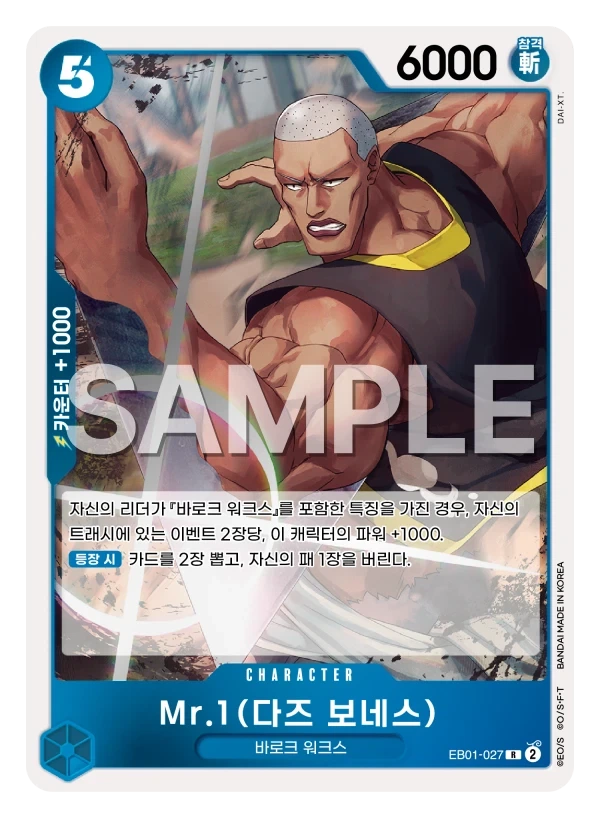 5
6000
참격
斬
DAI-XT.
카운터 +1000
SAMPLE
자신의 리더가 『바로크 워크스』를 포함한 특징을 가진 경우, 자신의
트래시에 있는 이벤트 2장당, 이 캐릭터의 파워 +1000.
등장 시 카드를 2장 뽑고, 자신의 패 1장을 버린다.
CHARACTER
Mr.1(다즈 보네스)
바로크 워크스
EB01-027 R 2
©EO/S ©O/S·F·T BANDAI MADE IN KOREA